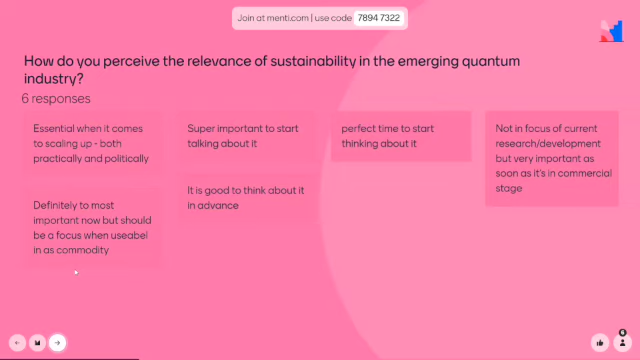 Join at menti.com | use code 7894 7322
How do you perceive the relevance of sustainability in the emerging quantum
industry?
6 responses
Essential when it comes
to scaling up - both
practically and politically
Super important to start
talking about it
perfect time to start
thinking about it
Not in focus of current
research/development
but very important as
soon as it's in commercial
stage
Definitely to most
important now but should
be a focus when useabel
in as commodity
It is good to think about it
in advance
6